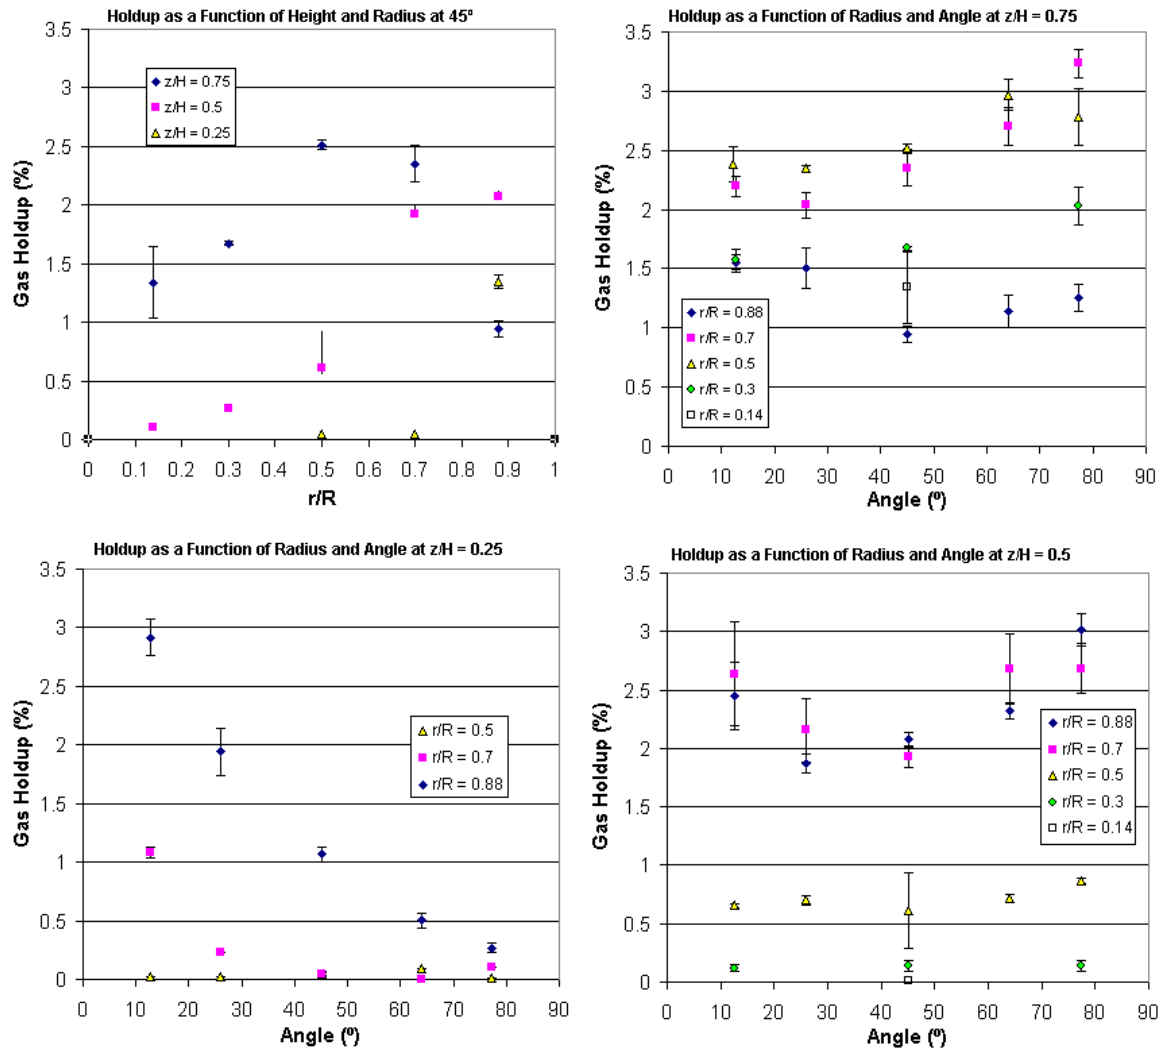 Holdup as a Function of Height and Radius at 45º
3.5
3
2.5
2
1.5
1
0.5
0
Gas Holdup (%)
z/H = 0.75
z/H = 0.5
z/H = 0.25
0 0.1 0.2 0.3 0.4 0.5 0.6 0.7 0.8 0.9 1
r/R
Holdup as a Function of Radius and Angle at z/H = 0.75
3.5
3
2.5
2
1.5
1
0.5
0
Gas Holdup (%)
r/R = 0.88
r/R = 0.7
r/R = 0.5
r/R = 0.3
r/R = 0.14
0 10 20 30 40 50 60 70 80 90
Angle (º)
Holdup as a Function of Radius and Angle at z/H = 0.25
3.5
3
2.5
2
1.5
1
0.5
0
Gas Holdup (%)
r/R = 0.5
r/R = 0.7
r/R = 0.88
0 10 20 30 40 50 60 70 80 90
Angle (º)
Holdup as a Function of Radius and Angle at z/H = 0.5
3.5
3
2.5
2
1.5
1
0.5
0
Gas Holdup (%)
r/R = 0.88
r/R = 0.7
r/R = 0.5
r/R = 0.3
r/R = 0.14
0 10 20 30 40 50 60 70 80 90
Angle (º)